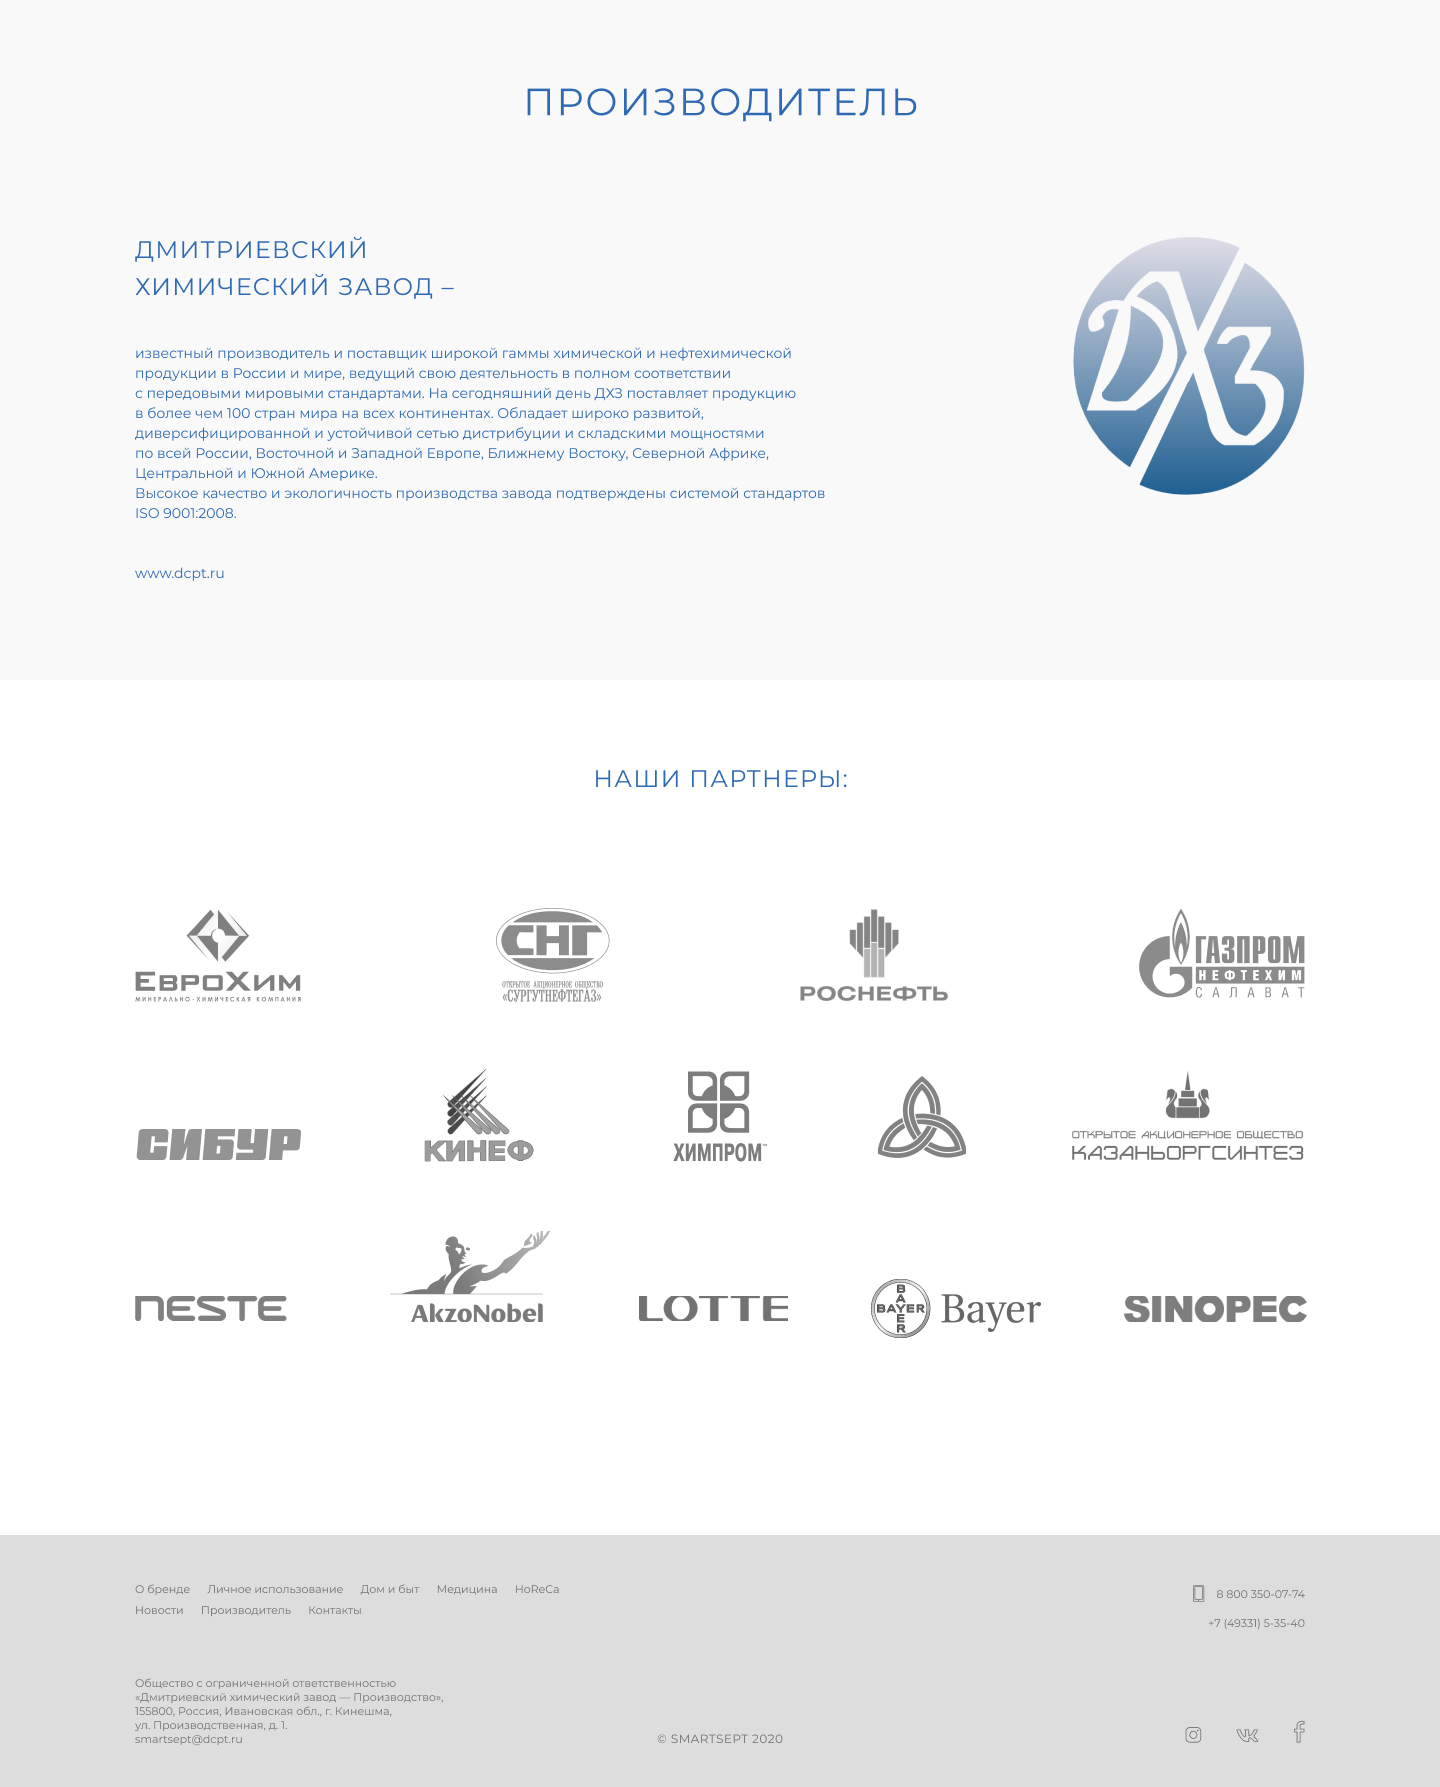 ПРОИЗВОДИТЕЛЬ
ДМИТРИЕВСКИЙ
ХИМИЧЕСКИЙ ЗАВОД –
ДХЗ
известный производитель и поставщик широкой гаммы химической и нефтехимической
продукции в России и мире, ведущий свою деятельность в полном соответствии
с передовыми мировыми стандартами. На сегодняшний день ДХЗ поставляет продукцию
в более чем 100 стран мира на всех континентах. Обладает широко развитой,
диверсифицированной и устойчивой сетью дистрибуции и складскими мощностями
по всей России, Восточной и Западной Европе, Ближнему Востоку, Северной Африке,
Центральной и Южной Америке.
Высокое качество и экологичность производства завода подтверждены системой стандартов
ISO 9001:2008.
www.dcpt.ru
НАШИ ПАРТНЕРЫ:
ЕВРОХИМ
МИНЕРАЛЬНО-ХИМИЧЕСКАЯ КОМПАНИЯ
СНГ
ОТКРЫТОЕ АКЦИОНЕРНОЕ ОБЩЕСТВО
«СУРГУТНЕФТЕГАЗ»
РОСНЕФТЬ
ГАЗПРОМ
НЕФТЕХИМ
САЛАВАТ
СИБУР
КИНЕФ
ХИМПРОМ
ОТКРЫТОЕ АКЦИОНЕРНОЕ ОБЩЕСТВО
КАЗАНЬОРГСИНТЕЗ
NESTE
AkzoNobel
LOTTE
BAYER
BAYER
Bayer
SINOPEC
О бренде Личное использование Дом и быт Медицина HoReCa
Новости Производитель Контакты
8 800 350-07-74
+7 (49331) 5-35-40
Общество с ограниченной ответственностью
«Дмитриевский химический завод — Производство»,
155800, Россия, Ивановская обл., г. Кинешма,
ул. Производственная, д. 1.
smartsept@dcpt.ru
© SMARTSEPT 2020